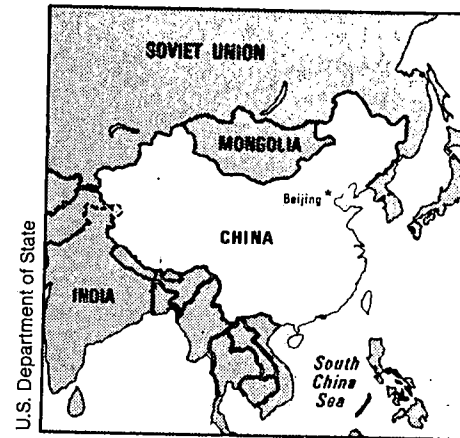 SOVIET UNION
MONGOLIA
Beijing *
CHINA
INDIA
South
China
Sea
U.S. Department of State